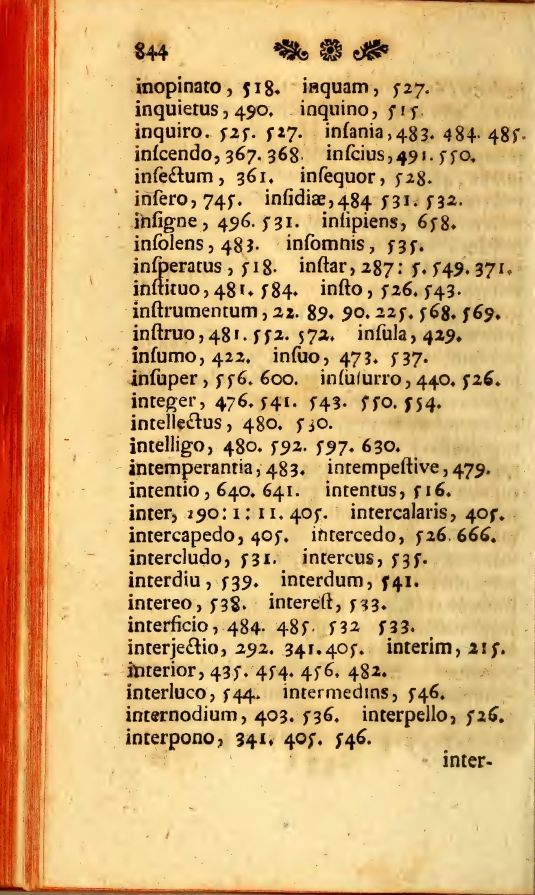 844
inopinato, 518. inquam, 527.
inquietus, 490. inquino, 515.
inquiro. 525. 527. inſania, 483. 484. 485.
inſcendo, 367. 368. inſcius, 491. 550.
inſectum, 361. inſequor, 528.
inſero, 745. inſidiæ, 484 531. 532.
inſigne, 496. 531. inſipiens, 658.
inſolens, 483. inſomnis, 535.
inſperatus, 518. inſtar, 287: 5. 549. 371.
inſtituo, 481. 584. inſto, 526. 543.
inſtrumentum, 22. 89. 90. 225. 568. 569.
inſtruo, 481. 552. 572. inſula, 429.
inſumo, 422. inſuo, 473. 537.
inſuper, 556. 600. inſuſurro, 440. 526.
integer, 476. 541. 543. 550. 554.
intellectus, 480. 530.
intelligo, 480. 592. 597. 630.
intemperantia, 483. intempeſtive, 479.
intentio, 640. 641. intentus, 516.
inter, 290: 1: 11. 405. intercalaris, 405.
intercapedo, 405. intercedo, 526. 666.
intercludo, 531. intercus, 535.
interdiu, 539. interdum, 541.
intereo, 538. intereſt, 533.
interficio, 484. 485. 532 533.
interjectio, 292. 341. 405. interim, 215.
interior, 435. 454. 456. 482.
interluco, 544. intermedins, 546.
internodium, 403. 536. interpello, 526.
interpono, 341. 405. 546.
inter-